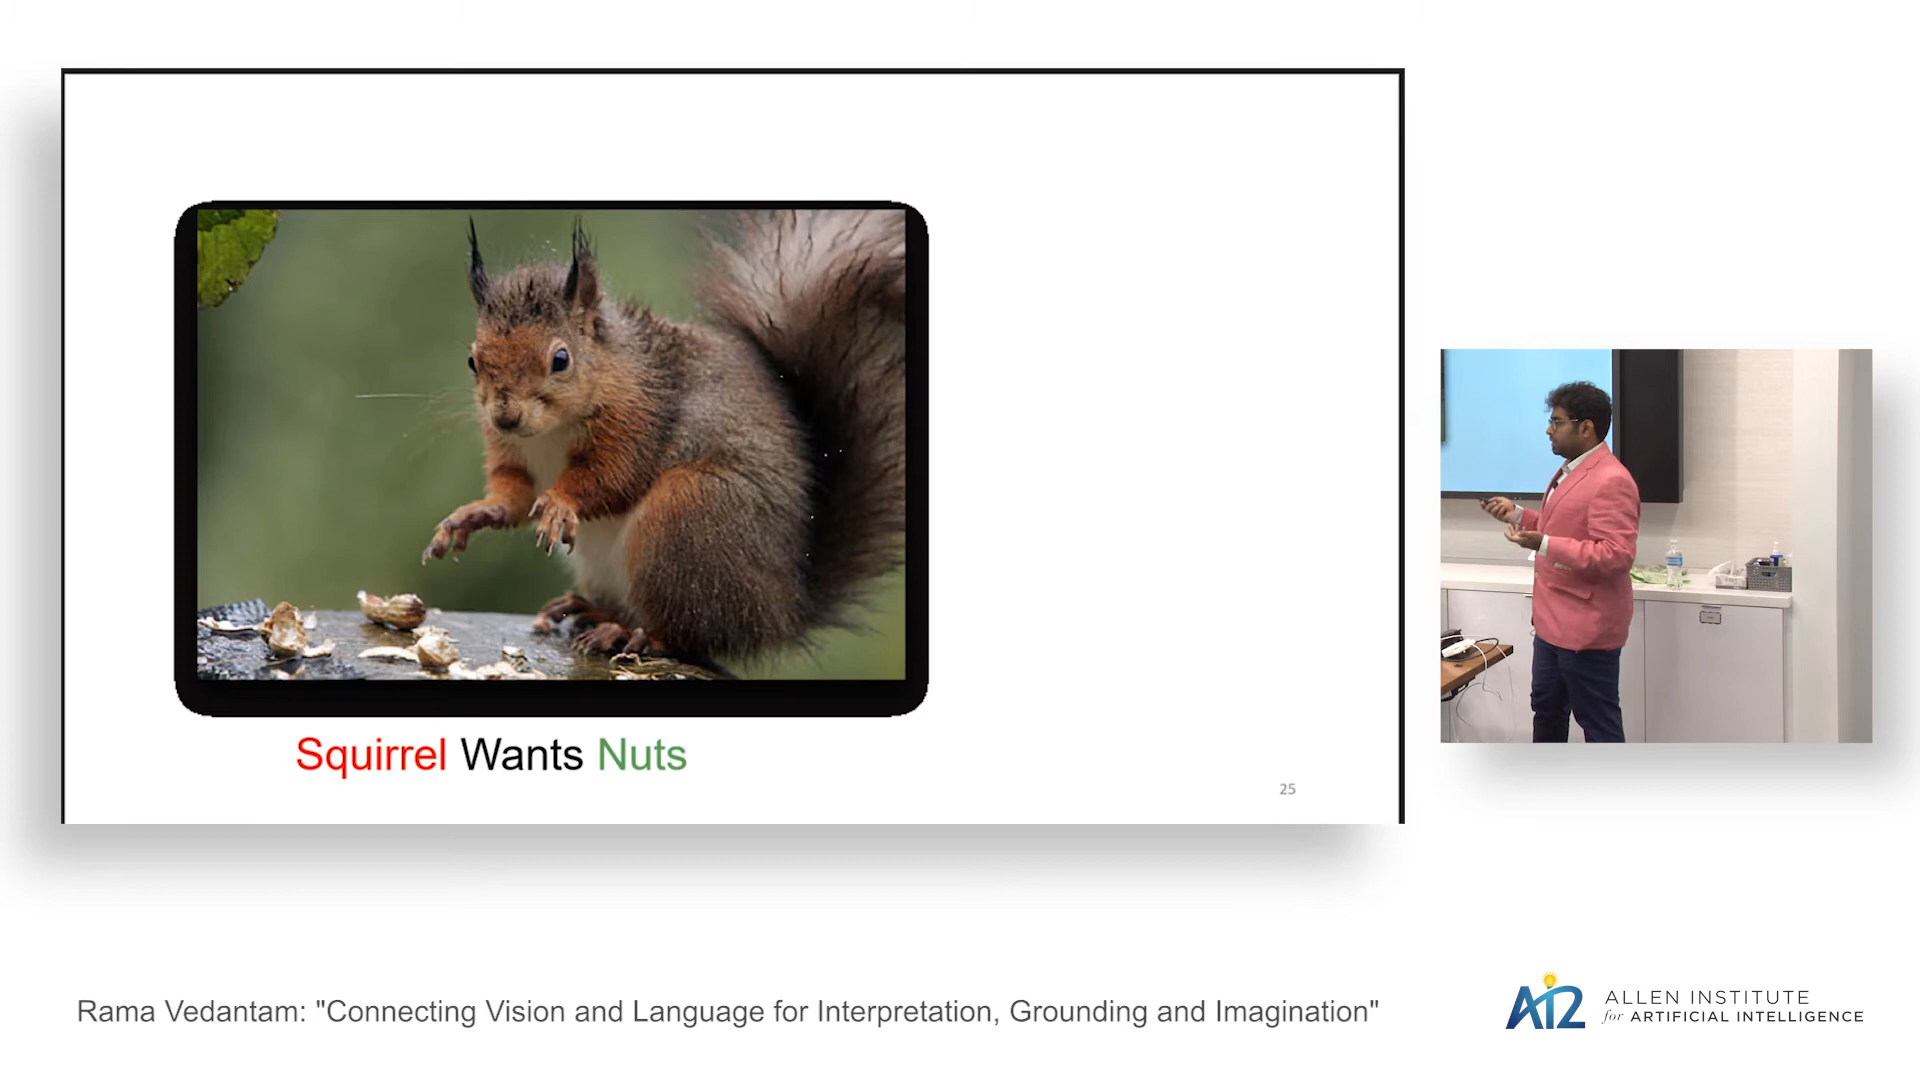 Squirrel Wants Nuts
25
Rama Vedantam: "Connecting Vision and Language for Interpretation, Grounding and Imagination"
AI2
ALLEN INSTITUTE
for ARTIFICIAL INTELLIGENCE